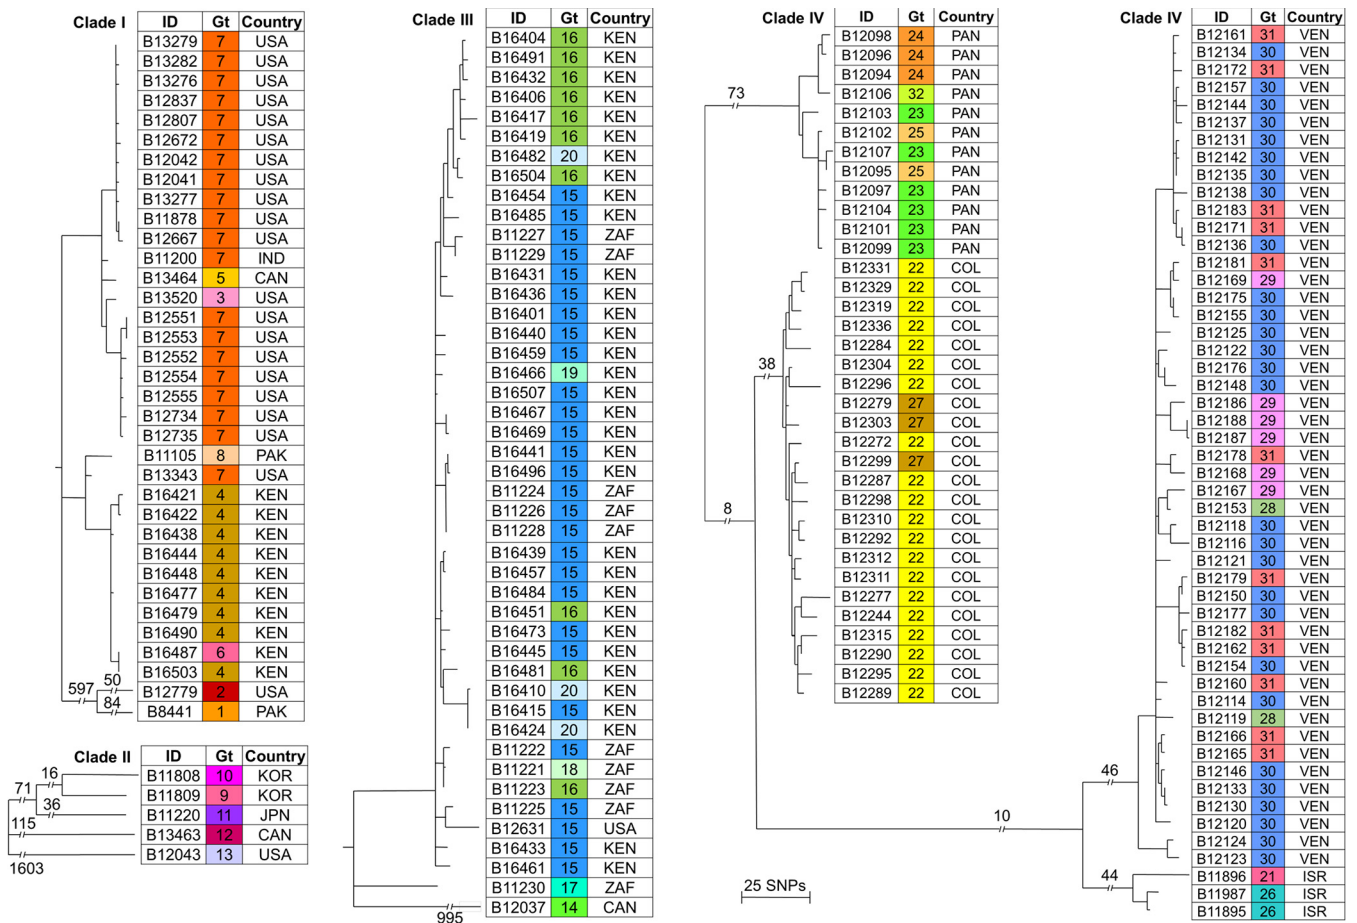 Clade I
ID Gt Country
B13279 7 USA
B13282 7 USA
B13276 7 USA
B12837 7 USA
B12807 7 USA
B12672 7 USA
B12042 7 USA
B12041 7 USA
B13277 7 USA
B11878 7 USA
B12667 7 USA
B11200 7 IND
B13464 5 CAN
B13520 3 USA
B12551 7 USA
B12553 7 USA
B12552 7 USA
B12554 7 USA
B12555 7 USA
B12734 7 USA
B12735 7 USA
B11105 8 PAK
B13343 7 USA
B16421 4 KEN
B16422 4 KEN
B16438 4 KEN
B16444 4 KEN
B16448 4 KEN
B16477 4 KEN
B16479 4 KEN
B16490 4 KEN
B16487 6 KEN
B16503 4 KEN
597 50 B12779 2 USA
84 B8441 1 PAK
Clade II
ID Gt Country
16 B11808 10 KOR
71 B11809 9 KOR
36 B11220 11 JPN
115 B13463 12 CAN
B12043 13 USA
1603
Clade III
ID Gt Country
B16404 16 KEN
B16491 16 KEN
B16432 16 KEN
B16406 16 KEN
B16417 16 KEN
B16419 16 KEN
B16482 20 KEN
B16504 16 KEN
B16454 15 KEN
B16485 15 KEN
B11227 15 ZAF
B11229 15 ZAF
B16431 15 KEN
B16436 15 KEN
B16401 15 KEN
B16440 15 KEN
B16459 15 KEN
B16466 19 KEN
B16507 15 KEN
B16467 15 KEN
B16469 15 KEN
B16441 15 KEN
B16496 15 KEN
B11224 15 ZAF
B11226 15 ZAF
B11228 15 ZAF
B16439 15 KEN
B16457 15 KEN
B16484 15 KEN
B16451 16 KEN
B16473 15 KEN
B16445 15 KEN
B16481 16 KEN
B16410 20 KEN
B16415 15 KEN
B16424 20 KEN
B11222 15 ZAF
B11221 18 ZAF
B11223 16 ZAF
B11225 15 ZAF
B12631 15 USA
B16433 15 KEN
B16461 15 KEN
B11230 17 ZAF
B12037 14 CAN
995
Clade IV
ID Gt Country
B12098 24 PAN
B12096 24 PAN
B12094 24 PAN
73 B12106 32 PAN
B12103 23 PAN
B12102 25 PAN
B12107 23 PAN
B12095 25 PAN
B12097 23 PAN
B12104 23 PAN
B12101 23 PAN
B12099 23 PAN
B12331 22 COL
B12329 22 COL
B12319 22 COL
B12336 22 COL
B12284 22 COL
38 B12304 22 COL
B12296 22 COL
B12279 27 COL
B12303 27 COL
B12272 22 COL
B12299 27 COL
B12287 22 COL
B12298 22 COL
8 B12310 22 COL
B12292 22 COL
B12312 22 COL
B12311 22 COL
B12277 22 COL
B12244 22 COL
B12315 22 COL
B12290 22 COL
B12295 22 COL
B12289 22 COL
10
25 SNPs
Clade IV
ID Gt Country
B12161 31 VEN
B12134 30 VEN
B12172 31 VEN
B12157 30 VEN
B12144 30 VEN
B12137 30 VEN
B12131 30 VEN
B12142 30 VEN
B12135 30 VEN
B12138 30 VEN
B12183 31 VEN
B12171 31 VEN
B12136 30 VEN
B12181 31 VEN
B12169 29 VEN
B12175 30 VEN
B12155 30 VEN
B12125 30 VEN
B12122 30 VEN
B12176 30 VEN
B12148 30 VEN
B12186 29 VEN
B12188 29 VEN
B12187 29 VEN
B12178 31 VEN
B12168 29 VEN
B12167 29 VEN
B12153 28 VEN
B12118 30 VEN
B12116 30 VEN
B12121 30 VEN
B12179 31 VEN
B12150 30 VEN
B12177 30 VEN
B12182 31 VEN
B12162 31 VEN
B12154 30 VEN
B12160 31 VEN
B12114 30 VEN
B12119 28 VEN
B12166 31 VEN
B12165 31 VEN
46 B12146 30 VEN
B12133 30 VEN
B12130 30 VEN
B12120 30 VEN
B12124 30 VEN
B12123 30 VEN
44 B11896 21 ISR
B11987 26 ISR
B11895 26 ISR